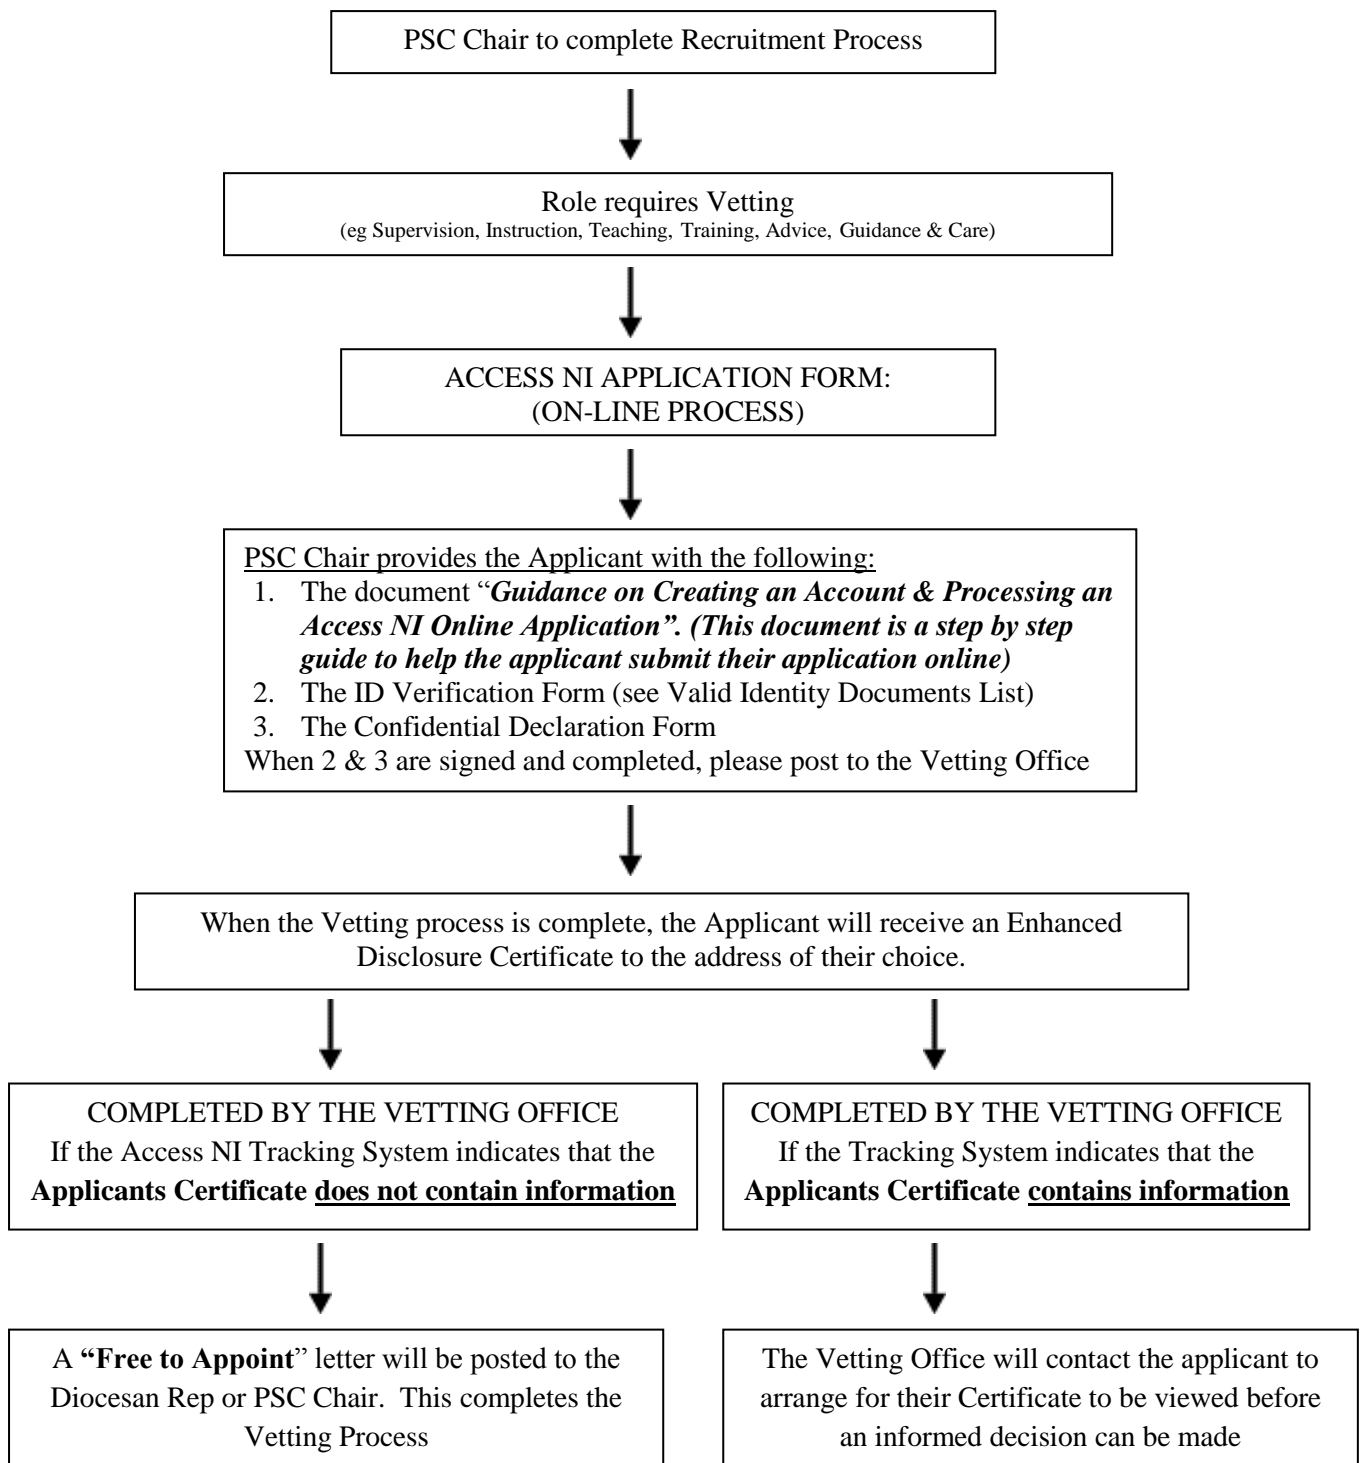 PSC Chair to complete Recruitment Process
Role requires Vetting
(eg Supervision, Instruction, Teaching, Training, Advice, Guidance & Care)
ACCESS NI APPLICATION FORM:
(ON-LINE PROCESS)
PSC Chair provides the Applicant with the following:
1. The document “Guidance on Creating an Account & Processing an
Access NI Online Application”. (This document is a step by step
guide to help the applicant submit their application online)
2. The ID Verification Form (see Valid Identity Documents List)
3. The Confidential Declaration Form
When 2 & 3 are signed and completed, please post to the Vetting Office
When the Vetting process is complete, the Applicant will receive an Enhanced
Disclosure Certificate to the address of their choice.
COMPLETED BY THE VETTING OFFICE
If the Access NI Tracking System indicates that the
Applicants Certificate does not contain information
COMPLETED BY THE VETTING OFFICE
If the Tracking System indicates that the
Applicants Certificate contains information
A “Free to Appoint” letter will be posted to the
Diocesan Rep or PSC Chair. This completes the
Vetting Process
The Vetting Office will contact the applicant to
arrange for their Certificate to be viewed before
an informed decision can be made